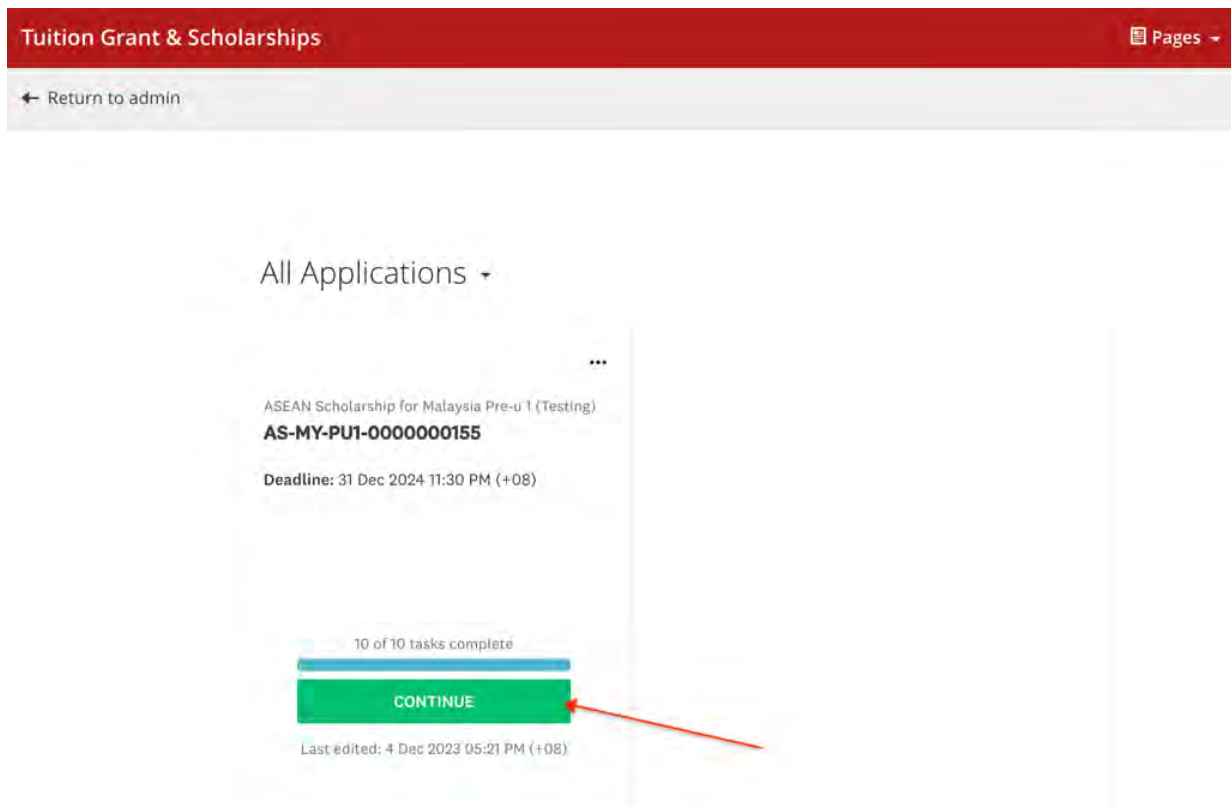 Tuition Grant & Scholarships
Pages
Return to admin
All Applications
...
ASEAN Scholarship for Malaysia Pre-u 1 (Testing)
AS-MY-PU1-0000000155
Deadline: 31 Dec 2024 11:30 PM (+08)
10 of 10 tasks complete
CONTINUE
Last edited: 4 Dec 2023 05:21 PM (+08)